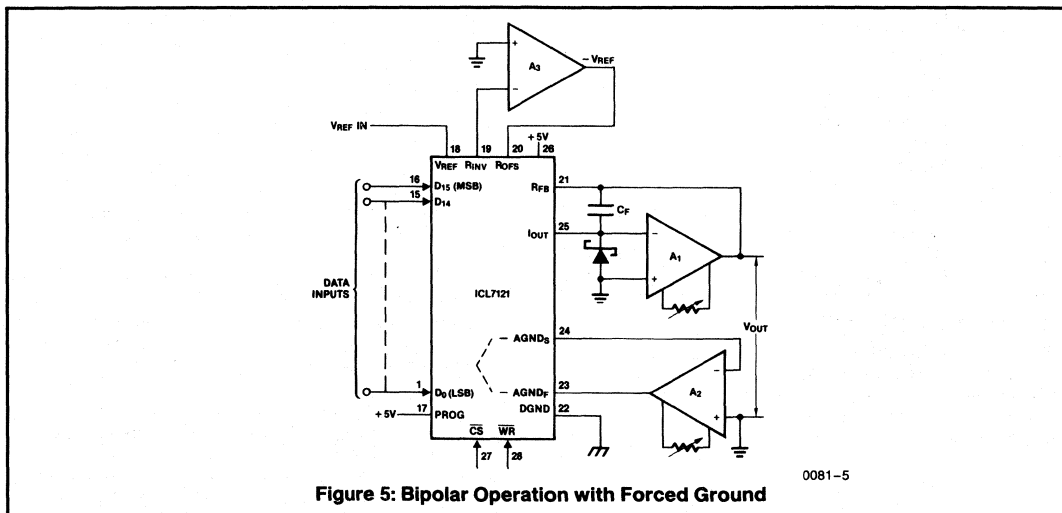 A3
+
−
− VREF
VREF IN
18
19
20
+ 5V
26
VREF
RINV
ROFS
16
D15 (MSB)
15
D14
RFB
21
CF
IOUT
25
−
A1
+
DATA
INPUTS
ICL7121
VOUT
AGNDS
24
−
A2
+
AGNDF
23
1
D0 (LSB)
+ 5V
17
PROG
DGND
22
CS
WR
27
28
0081–5
Figure 5: Bipolar Operation with Forced Ground